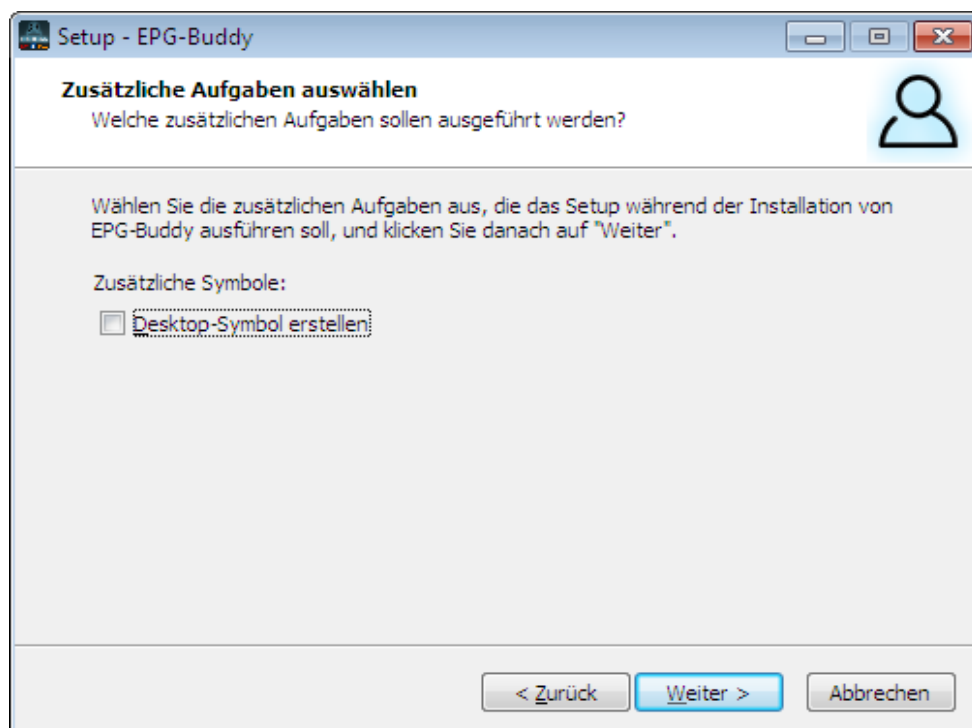 Setup - EPG-Buddy
Zusätzliche Aufgaben auswählen
Welche zusätzlichen Aufgaben sollen ausgeführt werden?
Wählen Sie die zusätzlichen Aufgaben aus, die das Setup während der Installation von
EPG-Buddy ausführen soll, und klicken Sie danach auf "Weiter".
Zusätzliche Symbole:
Desktop-Symbol erstellen
< Zurück Weiter > Abbrechen